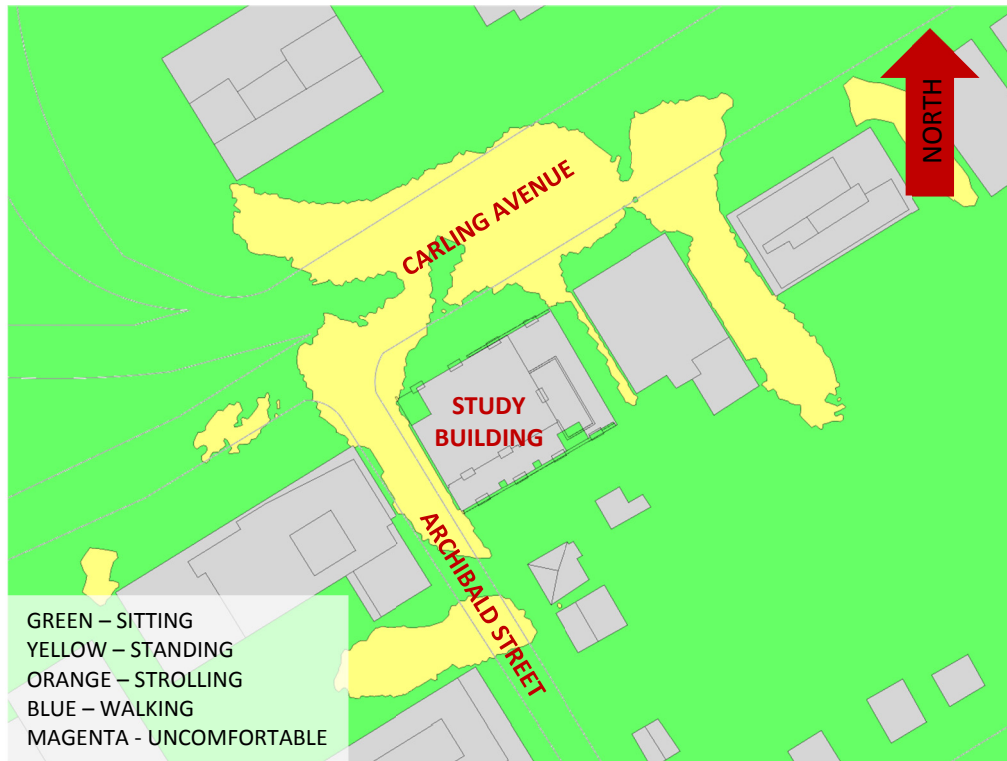 NORTH
CARLING AVENUE
STUDY
BUILDING
ARCHIBALD STREET
GREEN – SITTING
YELLOW – STANDING
ORANGE – STROLLING
BLUE – WALKING
MAGENTA - UNCOMFORTABLE